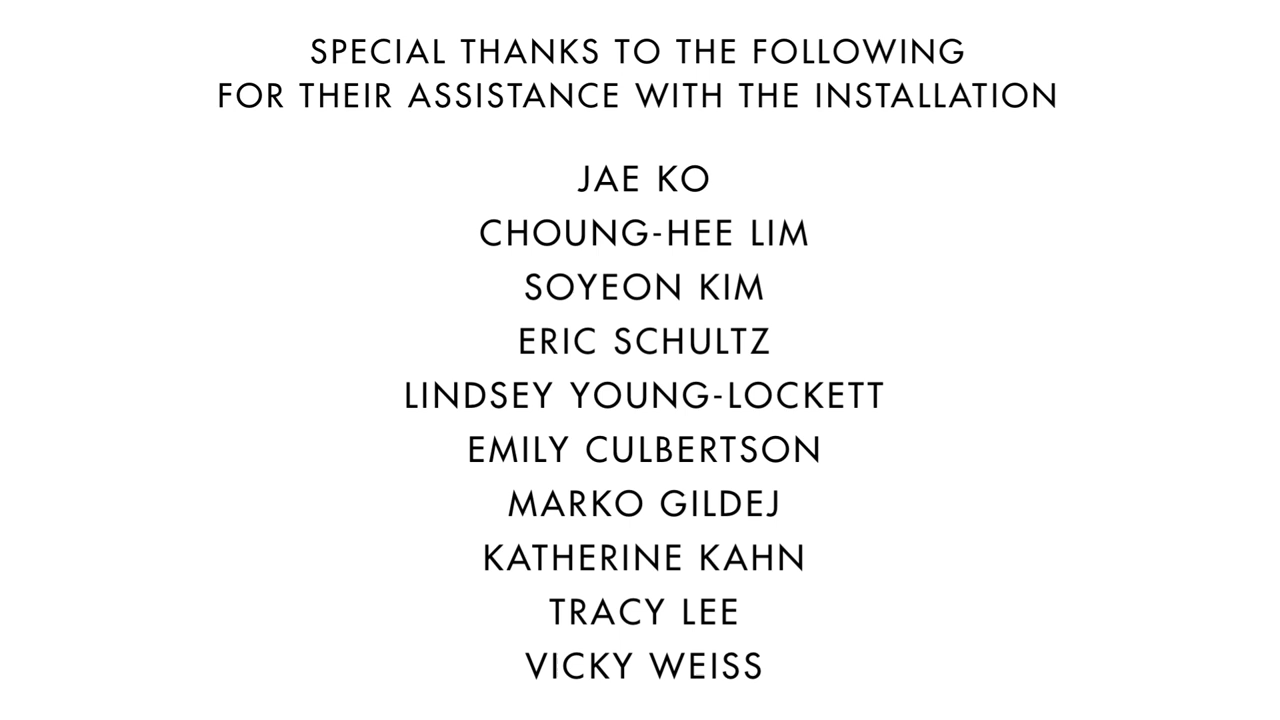 SPECIAL THANKS TO THE FOLLOWING
FOR THEIR ASSISTANCE WITH THE INSTALLATION
JAE KO
CHOUNG-HEE LIM
SOYEON KIM
ERIC SCHULTZ
LINDSEY YOUNG-LOCKETT
EMILY CULBERTSON
MARKO GILDEJ
KATHERINE KAHN
TRACY LEE
VICKY WEISS